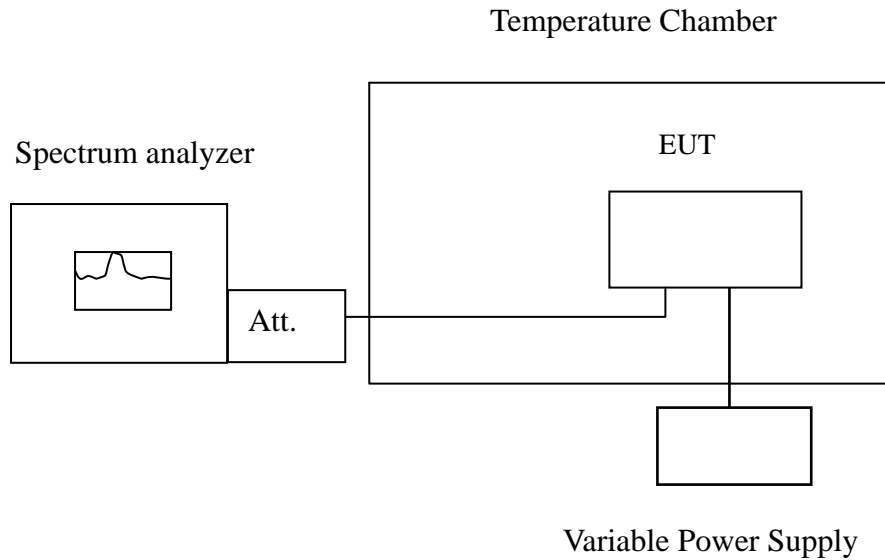 Temperature Chamber
Spectrum analyzer
EUT
Att.
Variable Power Supply